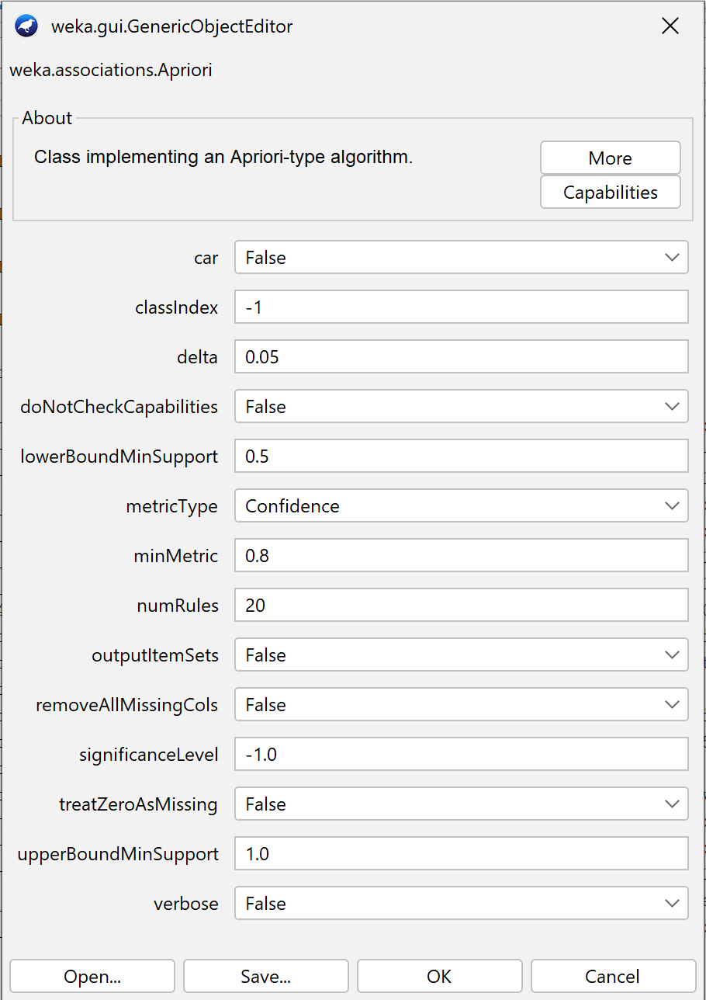 weka.gui.GenericObjectEditor
weka.associations.Apriori
About
Class implementing an Apriori-type algorithm.
More
Capabilities
car False
classIndex -1
delta 0.05
doNotCheckCapabilities False
lowerBoundMinSupport 0.5
metricType Confidence
minMetric 0.8
numRules 20
outputItemSets False
removeAllMissingCols False
significanceLevel -1.0
treatZeroAsMissing False
upperBoundMinSupport 1.0
verbose False
Open... Save... OK Cancel